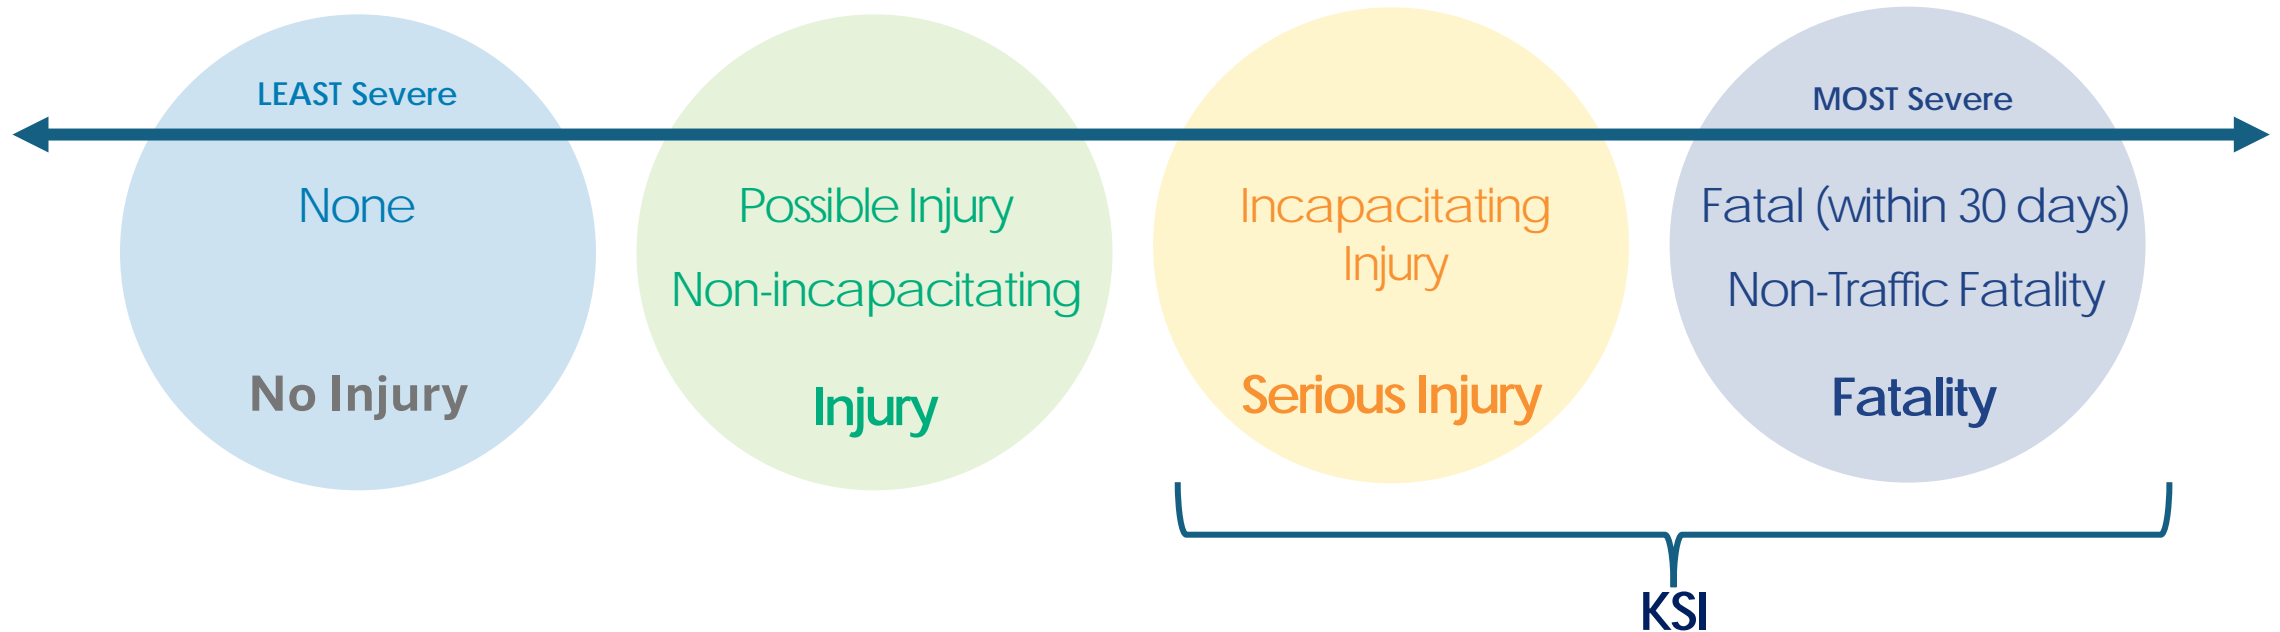 LEAST Severe
None
No Injury
Possible Injury
Non-incapacitating
Injury
Incapacitating
Injury
Serious Injury
MOST Severe
Fatal (within 30 days)
Non-Traffic Fatality
Fatality
KSI